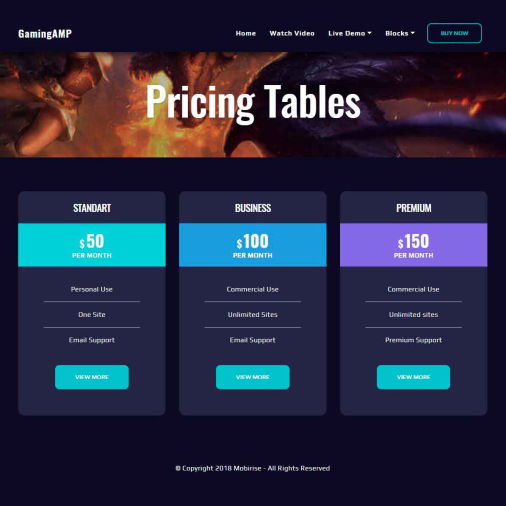 GamingAMP
Home Watch Video Live Demo Blocks BUY NOW
Pricing Tables
STANDART
$50
PER MONTH
Personal Use
One Site
Email Support
VIEW MORE
BUSINESS
$100
PER MONTH
Commercial Use
Unlimited Sites
Email Support
VIEW MORE
PREMIUM
$150
PER MONTH
Commercial Use
Unlimited sites
Premium Support
VIEW MORE
© Copyright 2018 Mobirise - All Rights Reserved